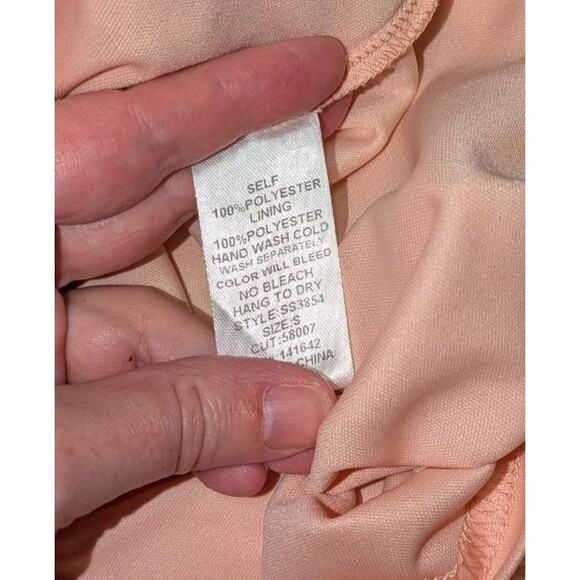 SELF
100%POLYESTER
LINING
100%POLYESTER
HAND WASH COLD
WASH SEPARATELY
COLOR WILL BLEED
NO BLEACH
HANG TO DRY
STYLE:SS3854
SIZE:S
CUT:58007
141642
CHINA